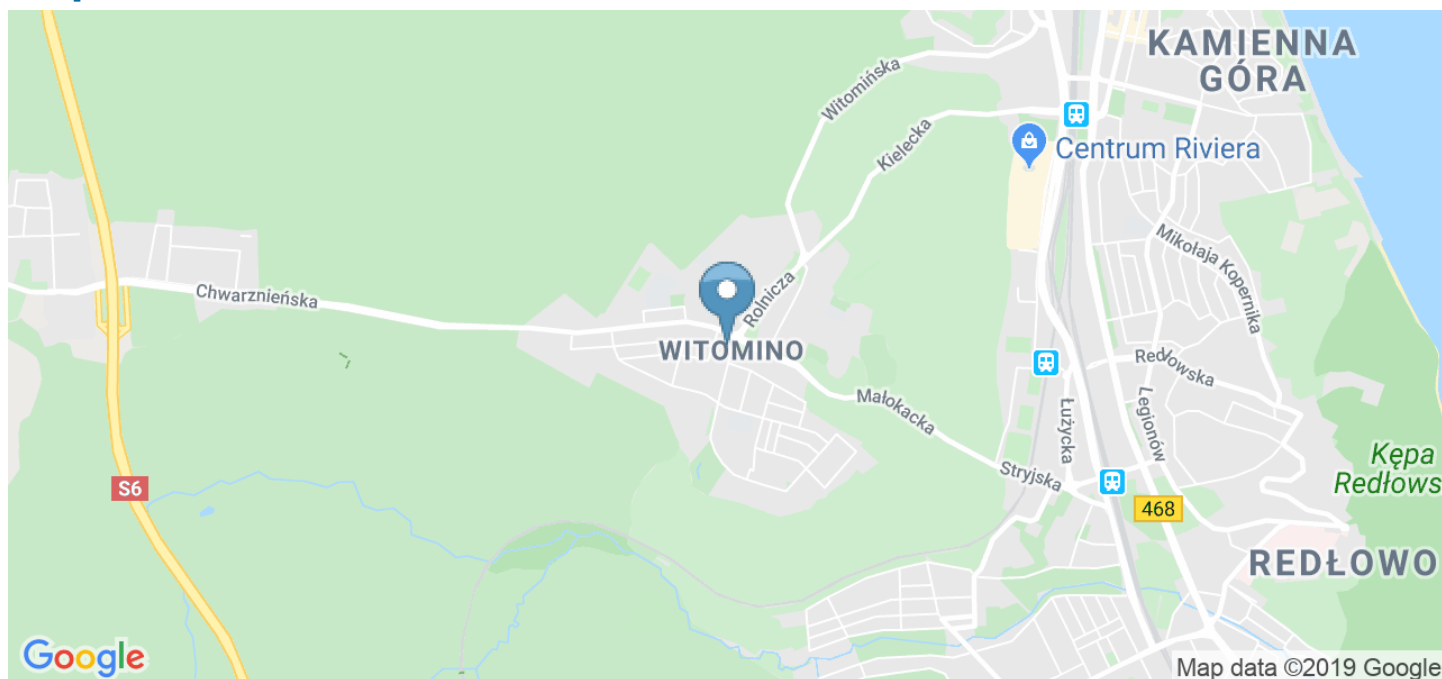 KAMIENNA
GÓRA
Witomińska
Kielecka
Centrum Riviera
Mikołaja Kopernika
Chwarznieńska
Rolnicza
WITOMINO
Redłowska
Małokacka
Łużycka
Legionów
Stryjska
Kępa
Redłows
S6
468
REDŁOWO
Google
Map data ©2019 Google